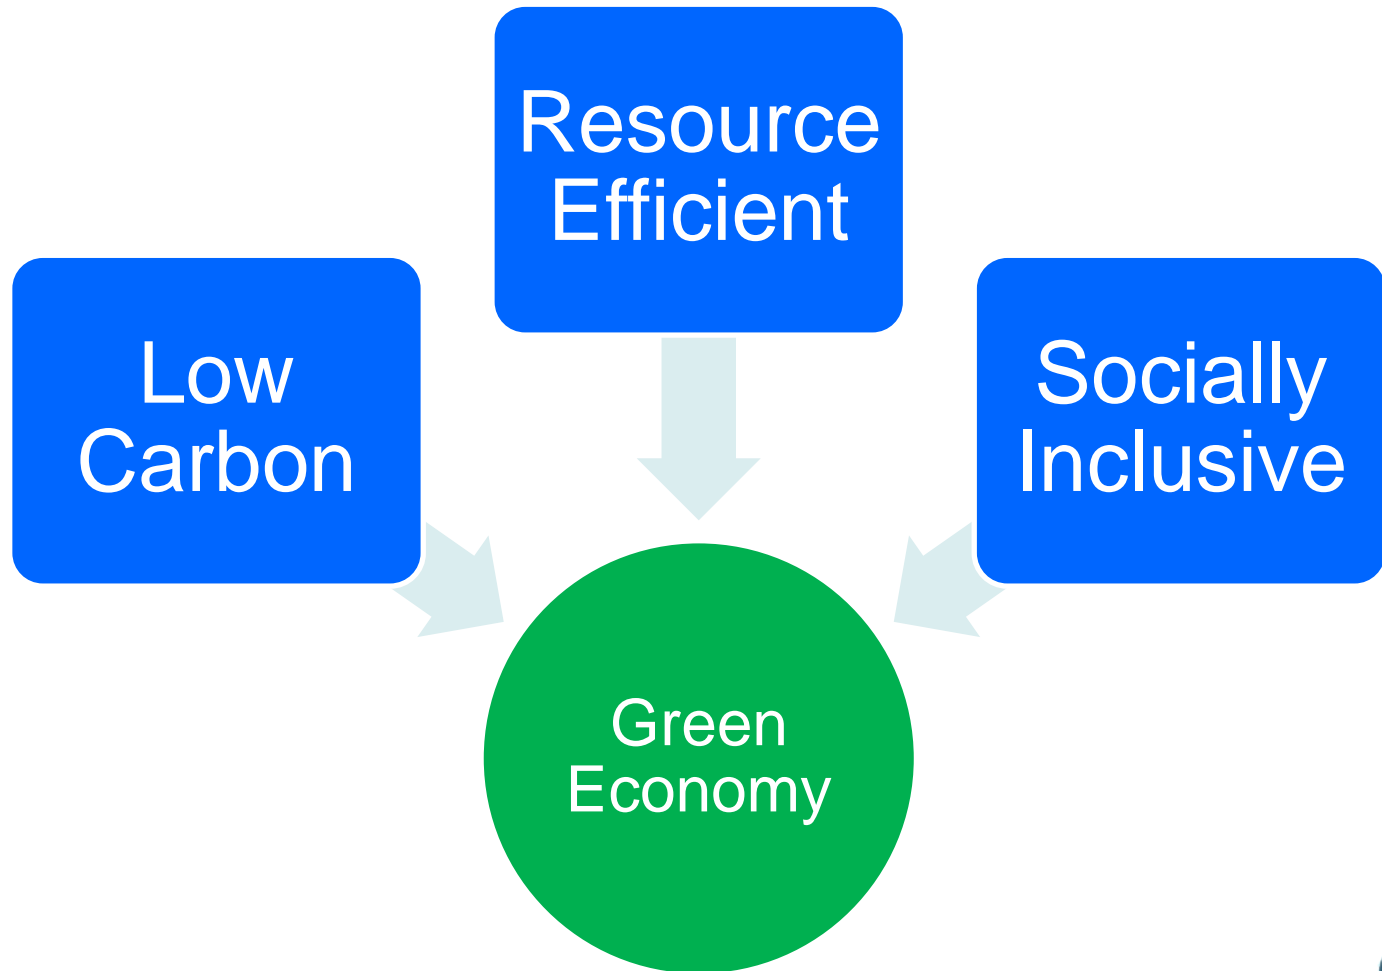 Resource
Efficient
Low
Carbon
Socially
Inclusive
Green
Economy